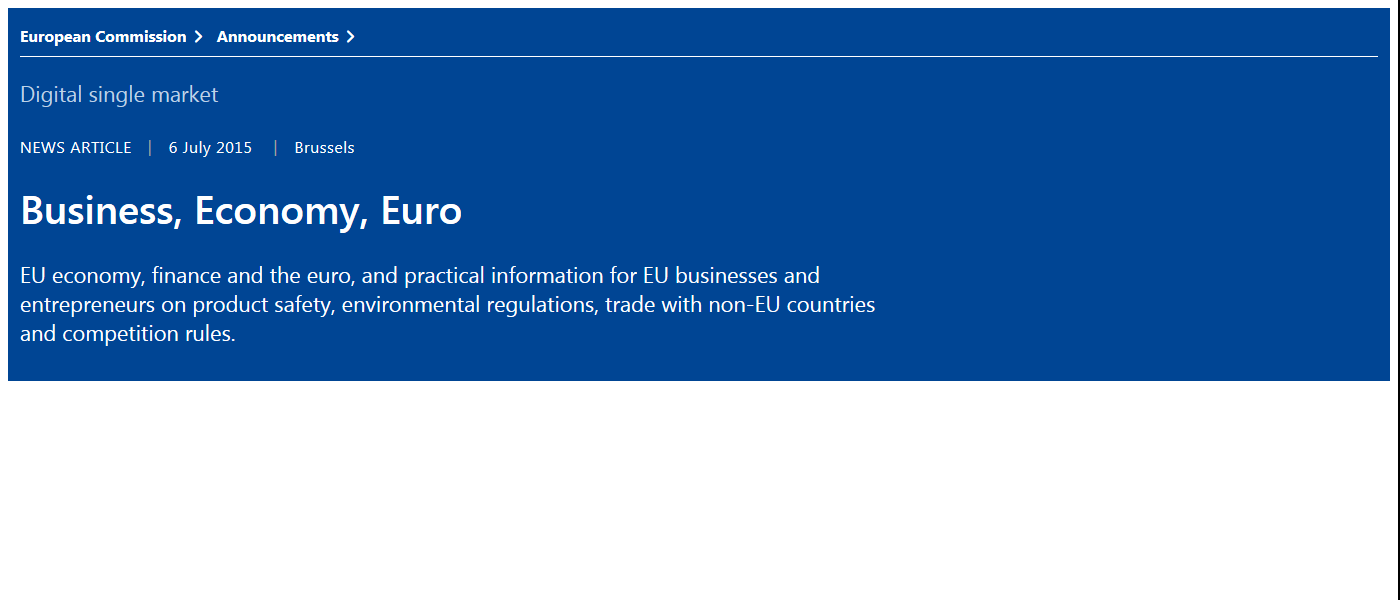 European Commission > Announcements >
Digital single market
NEWS ARTICLE | 6 July 2015 | Brussels
Business, Economy, Euro
EU economy, finance and the euro, and practical information for EU businesses and
entrepreneurs on product safety, environmental regulations, trade with non-EU countries
and competition rules.